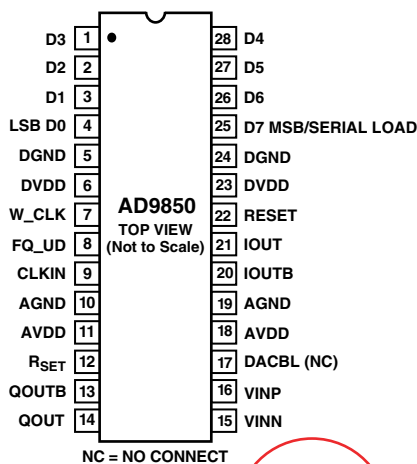 D3 1 28 D4
D2 2 27 D5
D1 3 26 D6
LSB D0 4 25 D7 MSB/SERIAL LOAD
DGND 5 24 DGND
DVDD 6 23 DVDD
W_CLK 7 AD9850 22 RESET
TOP VIEW
FQ_UD 8 (Not to Scale) 21 IOUT
CLKIN 9 20 IOUTB
AGND 10 19 AGND
AVDD 11 18 AVDD
RSET 12 17 DACBL (NC)
QOUTB 13 16 VINP
QOUT 14 15 VINN
NC = NO CONNECT